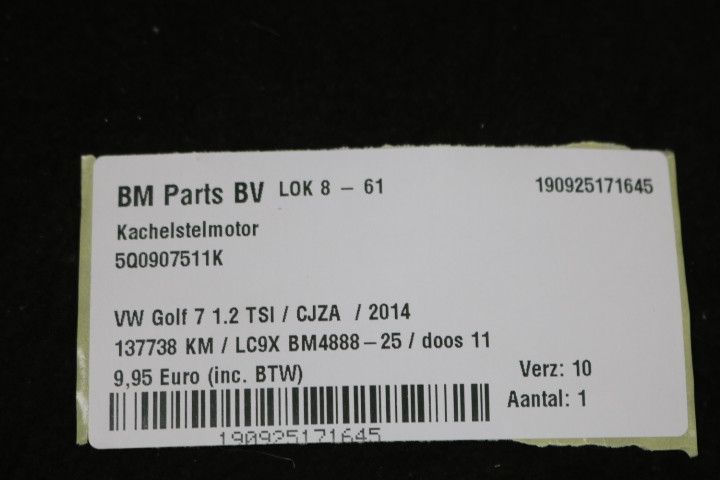 BM Parts BV LOK 8 - 61 190925171645
Kachelstelmotor
5Q0907511K
VW Golf 7 1.2 TSI / CJZA / 2014
137738 KM / LC9X BM4888-25 / doos 11
9,95 Euro (inc. BTW) Verz: 10
Aantal: 1
190925171645